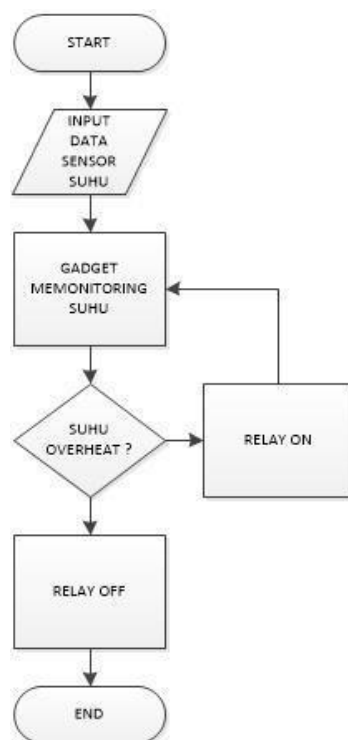 START
INPUT
DATA
SENSOR
SUHU
GADGET
MEMONITORING
SUHU
SUHU
OVERHEAT ?
RELAY ON
RELAY OFF
END